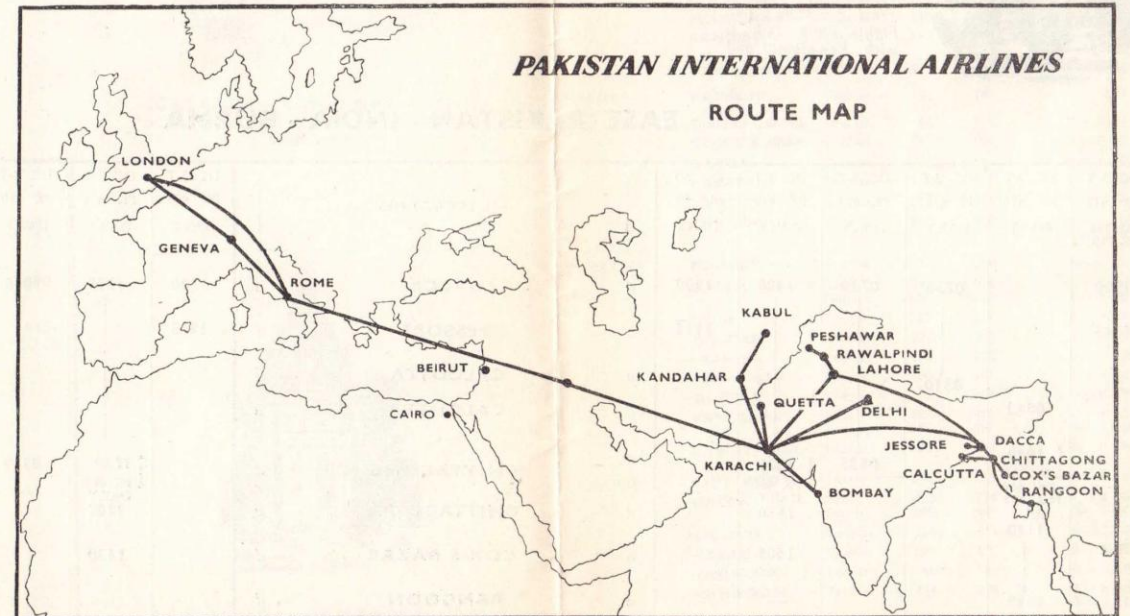 PAKISTAN INTERNATIONAL AIRLINES
ROUTE MAP
LONDON
GENEVA
ROME
BEIRUT
CAIRO
KABUL
PESHAWAR
RAWALPINDI
LAHORE
KANDAHAR
QUETTA
DELHI
KARACHI
JESSORE
DACCA
CALCUTTA
CHITTAGONG
COX'S BAZAR
RANGOON
BOMBAY